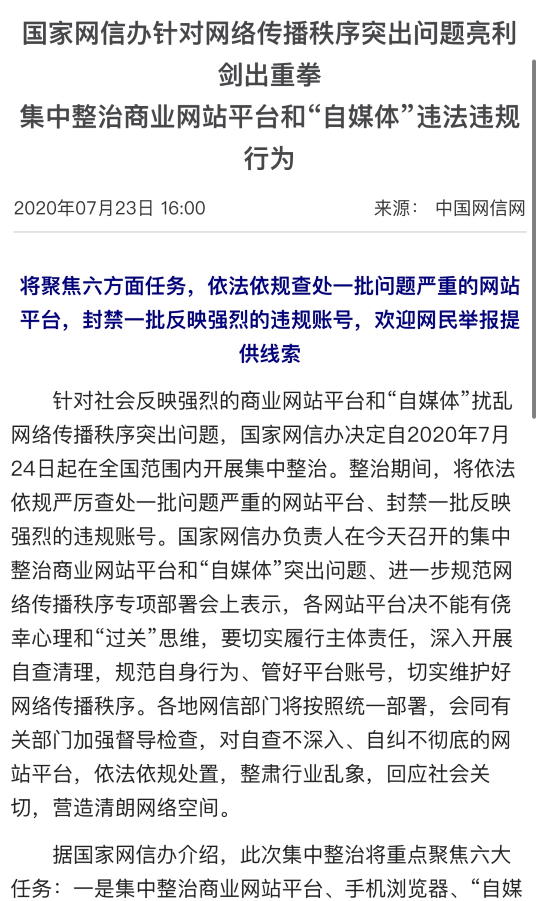 国家网信办针对网络传播秩序突出问题亮利
剑出重拳
集中整治商业网站平台和“自媒体”违法违规
行为
2020年07月23日 16:00 来源： 中国网信网
将聚焦六方面任务，依法依规查处一批问题严重的网站
平台，封禁一批反映强烈的违规账号，欢迎网民举报提
供线索
针对社会反映强烈的商业网站平台和“自媒体”扰乱
网络传播秩序突出问题，国家网信办决定自2020年7月
24日起在全国范围内开展集中整治。整治期间，将依法
依规严厉查处一批问题严重的网站平台、封禁一批反映
强烈的违规账号。国家网信办负责人在今天召开的集中
整治商业网站平台和“自媒体”突出问题、进一步规范网
络传播秩序专项部署会上表示，各网站平台决不能有侥
幸心理和“过关”思维，要切实履行主体责任，深入开展
自查清理，规范自身行为、管好平台账号，切实维护好
网络传播秩序。各地网信部门将按照统一部署，会同有
关部门加强督导检查，对自查不深入、自纠不彻底的网
站平台，依法依规处置，整肃行业乱象，回应社会关
切，营造清朗网络空间。
据国家网信办介绍，此次集中整治将重点聚焦六大
任务：一是集中整治商业网站平台、手机浏览器、“自媒